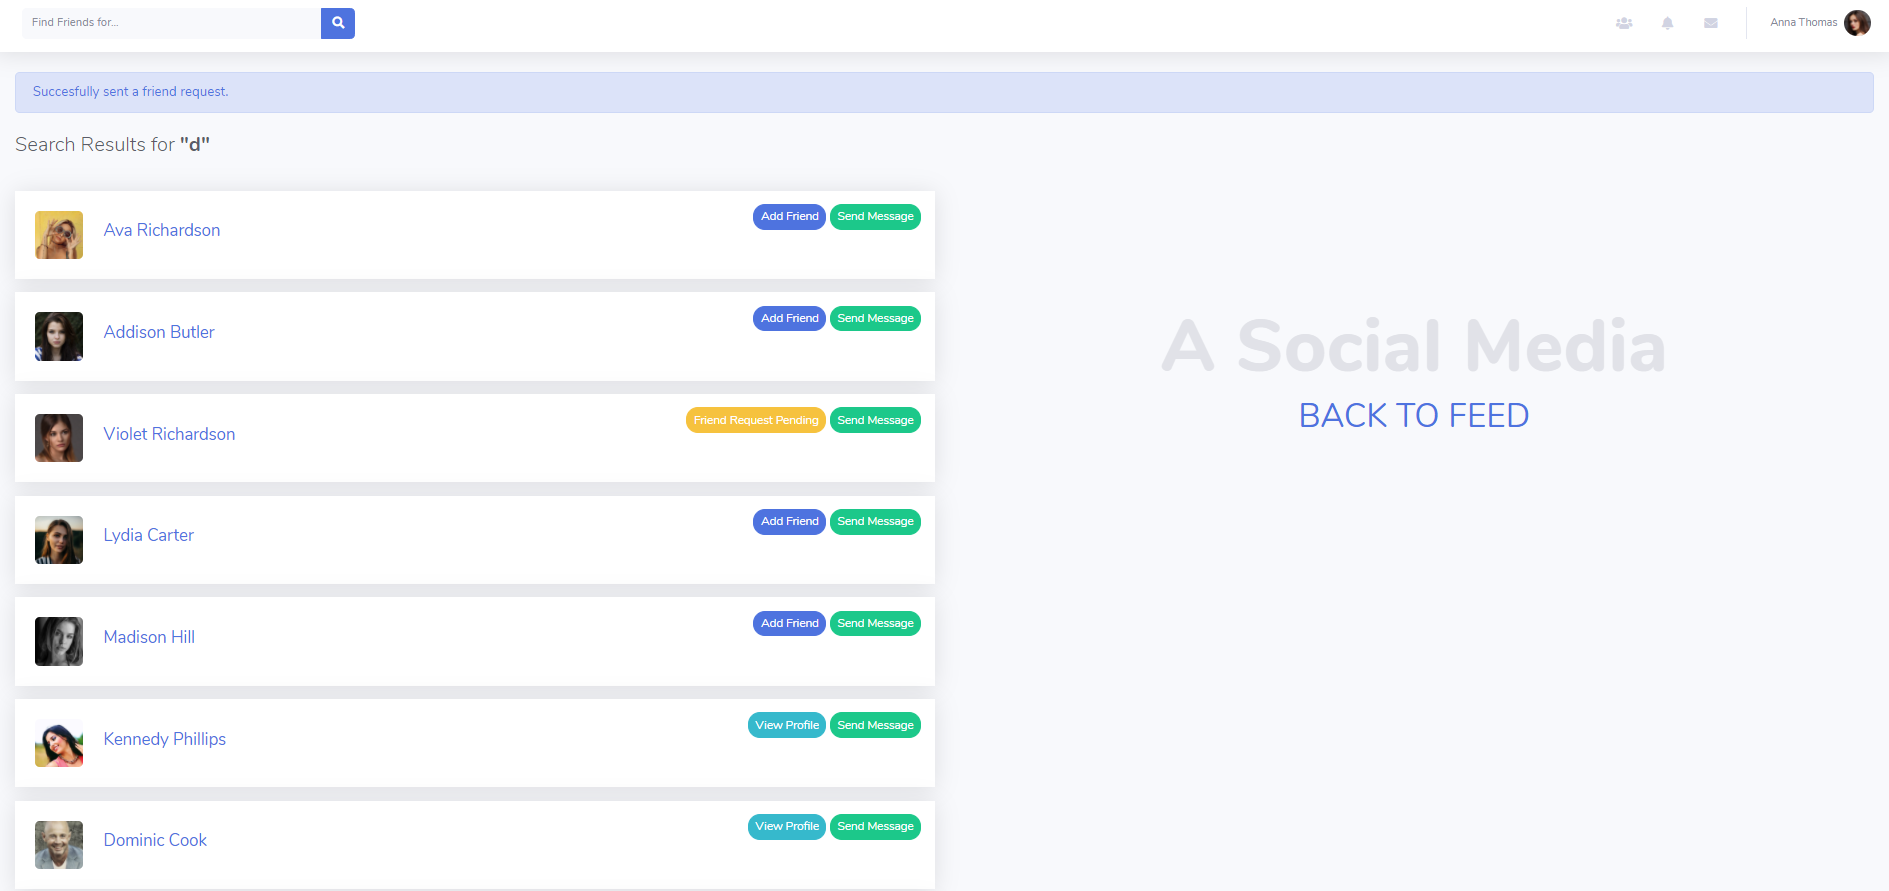 Find Friends for...
Anna Thomas
Succesfully sent a friend request.
Search Results for "d"
Ava Richardson
Add Friend
Send Message
Addison Butler
Add Friend
Send Message
Violet Richardson
Friend Request Pending
Send Message
Lydia Carter
Add Friend
Send Message
Madison Hill
Add Friend
Send Message
Kennedy Phillips
View Profile
Send Message
Dominic Cook
View Profile
Send Message
A Social Media
BACK TO FEED